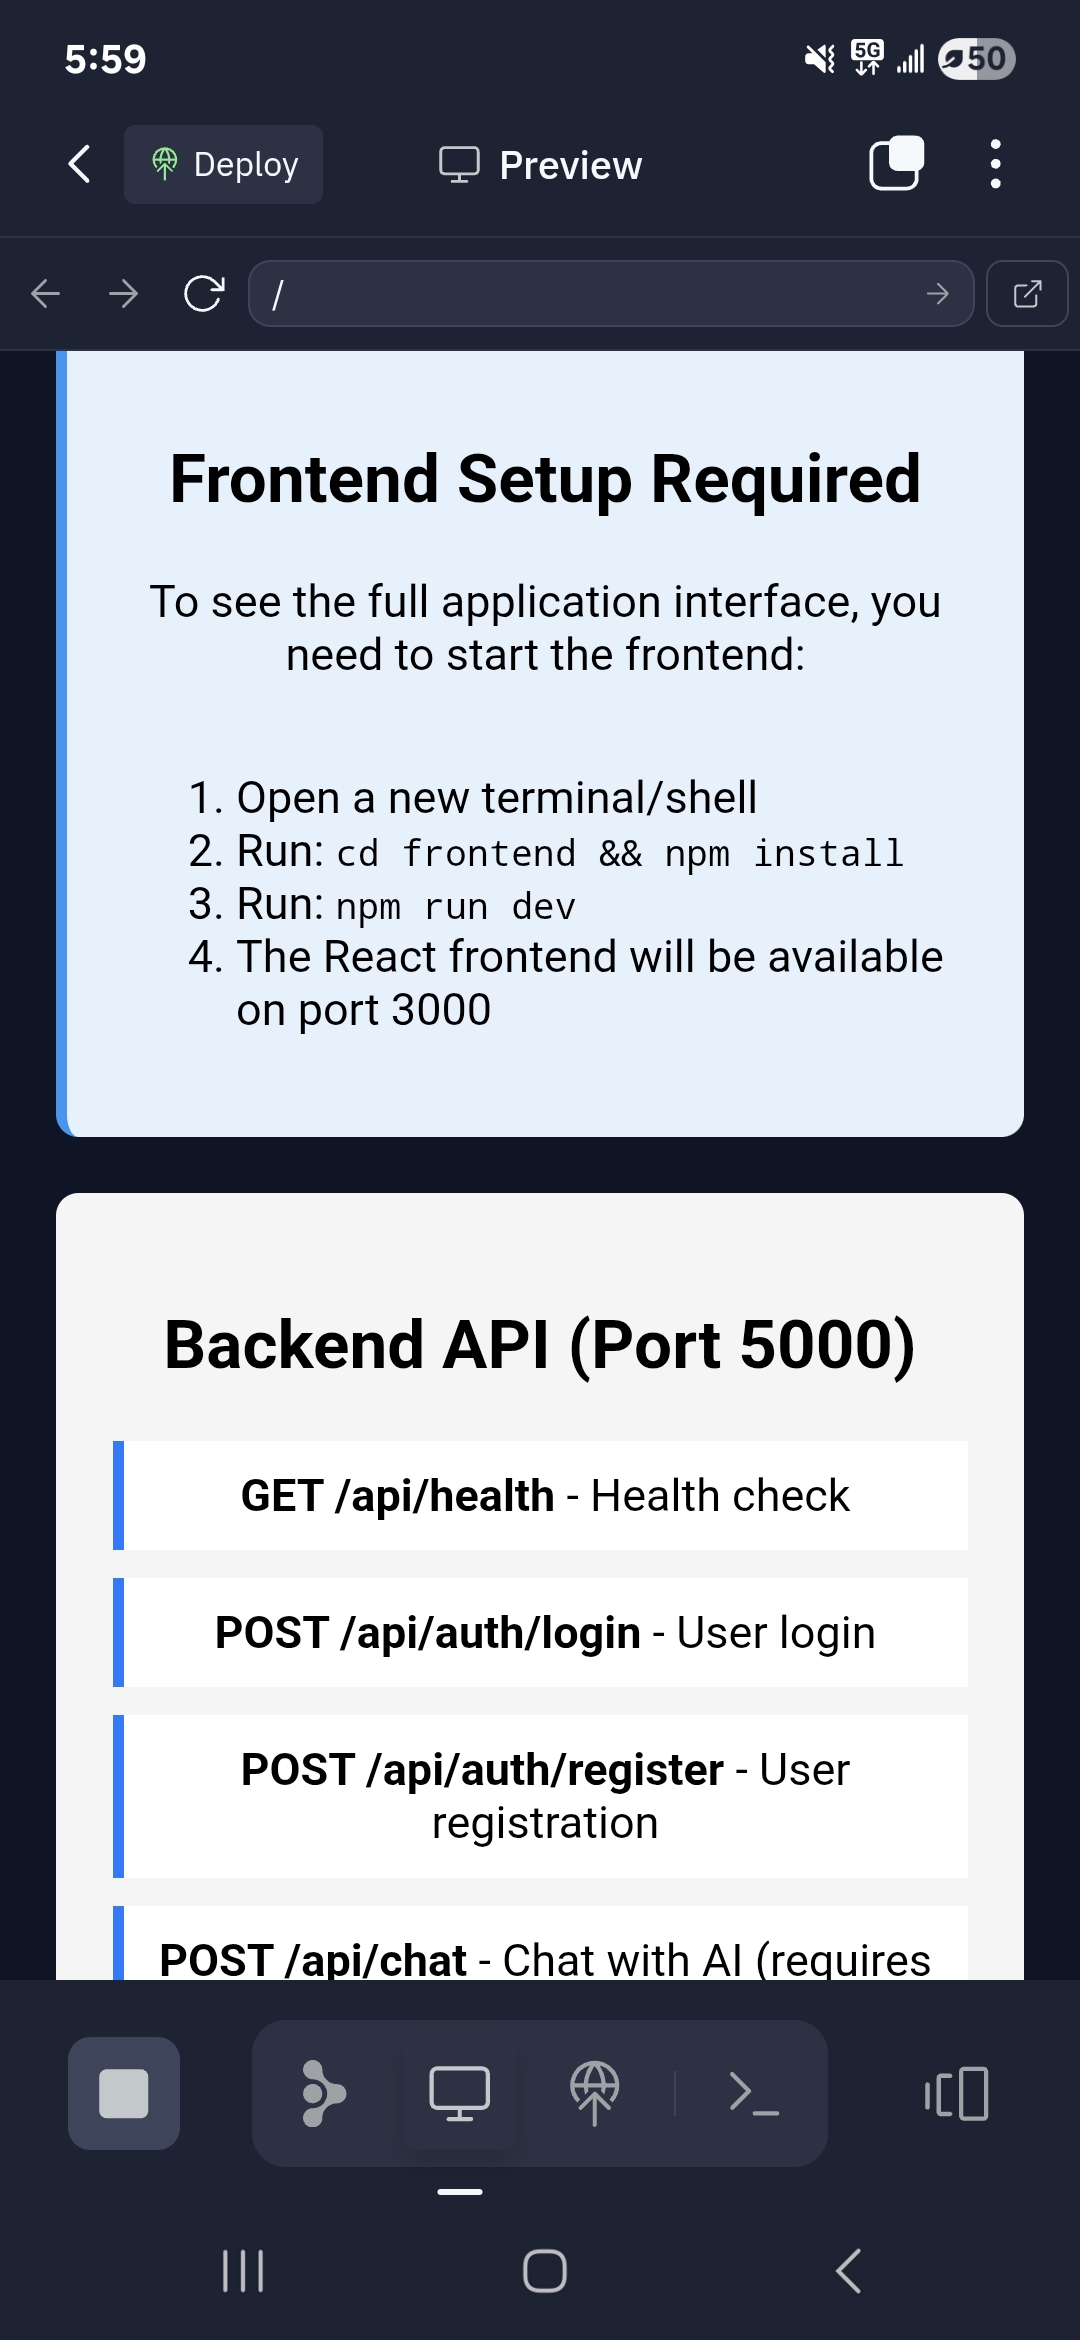 5:59
5G
50
Deploy
Preview
/
Frontend Setup Required
To see the full application interface, you
need to start the frontend:
1. Open a new terminal/shell
2. Run: cd frontend && npm install
3. Run: npm run dev
4. The React frontend will be available
on port 3000
Backend API (Port 5000)
GET /api/health - Health check
POST /api/auth/login - User login
POST /api/auth/register - User
registration
POST /api/chat - Chat with AI (requires